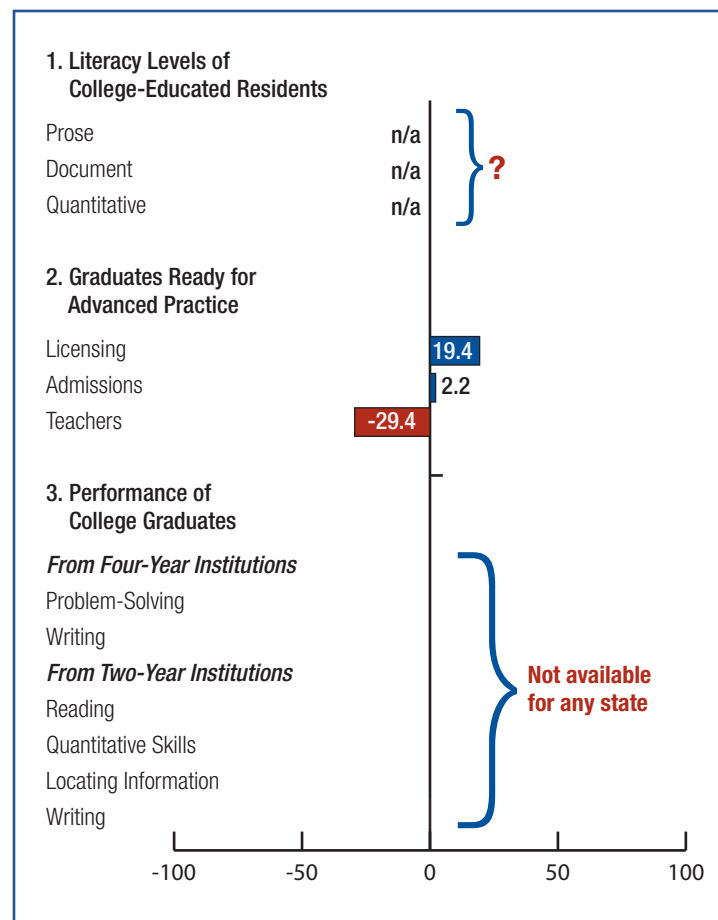 1. Literacy Levels of
College-Educated Residents
Prose n/a
Document n/a
Quantitative n/a
?
2. Graduates Ready for
Advanced Practice
Licensing 19.4
Admissions 2.2
Teachers -29.4
3. Performance of
College Graduates
From Four-Year Institutions
Problem-Solving
Writing
From Two-Year Institutions
Reading
Quantitative Skills
Locating Information
Writing
Not available
for any state
-100 -50 0 50 100